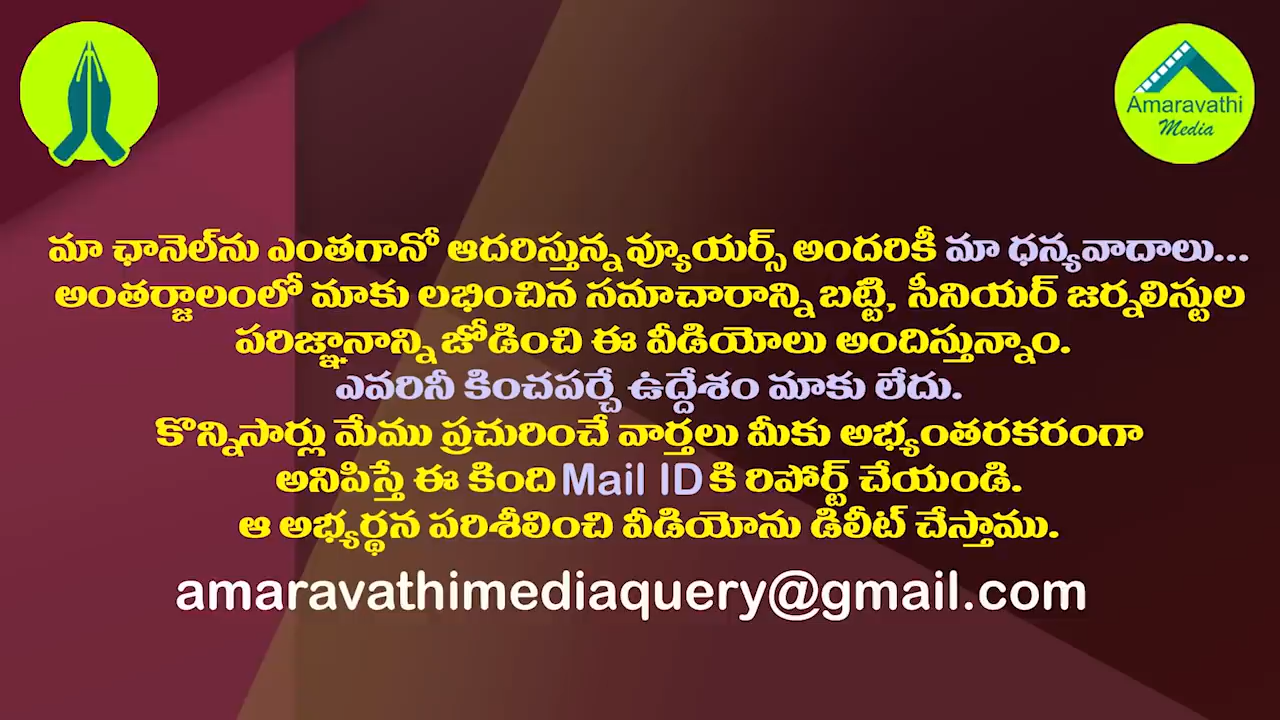 Amaravathi
Media
మా ఛానెల్‌ను ఎంతగానో ఆదరిస్తున్న వ్యూయర్స్ అందరికీ మా ధన్యవాదాలు...
అంతర్జాలంలో మాకు లభించిన సమాచారాన్ని బట్టి, సీనియర్ జర్నలిస్టుల
పరిజ్ఞానాన్ని జోడించి ఈ వీడియోలు అందిస్తున్నాం.
ఎవరినీ కించపర్చే ఉద్దేశం మాకు లేదు.
కొన్నిసార్లు మేము ప్రచురించే వార్తలు మీకు అభ్యంతరకరంగా
అనిపిస్తే ఈ కింది Mail ID కి రిపోర్ట్ చేయండి.
ఆ అభ్యర్థన పరిశీలించి వీడియోను డిలీట్ చేస్తాము.
amaravathimediaquery@gmail.com